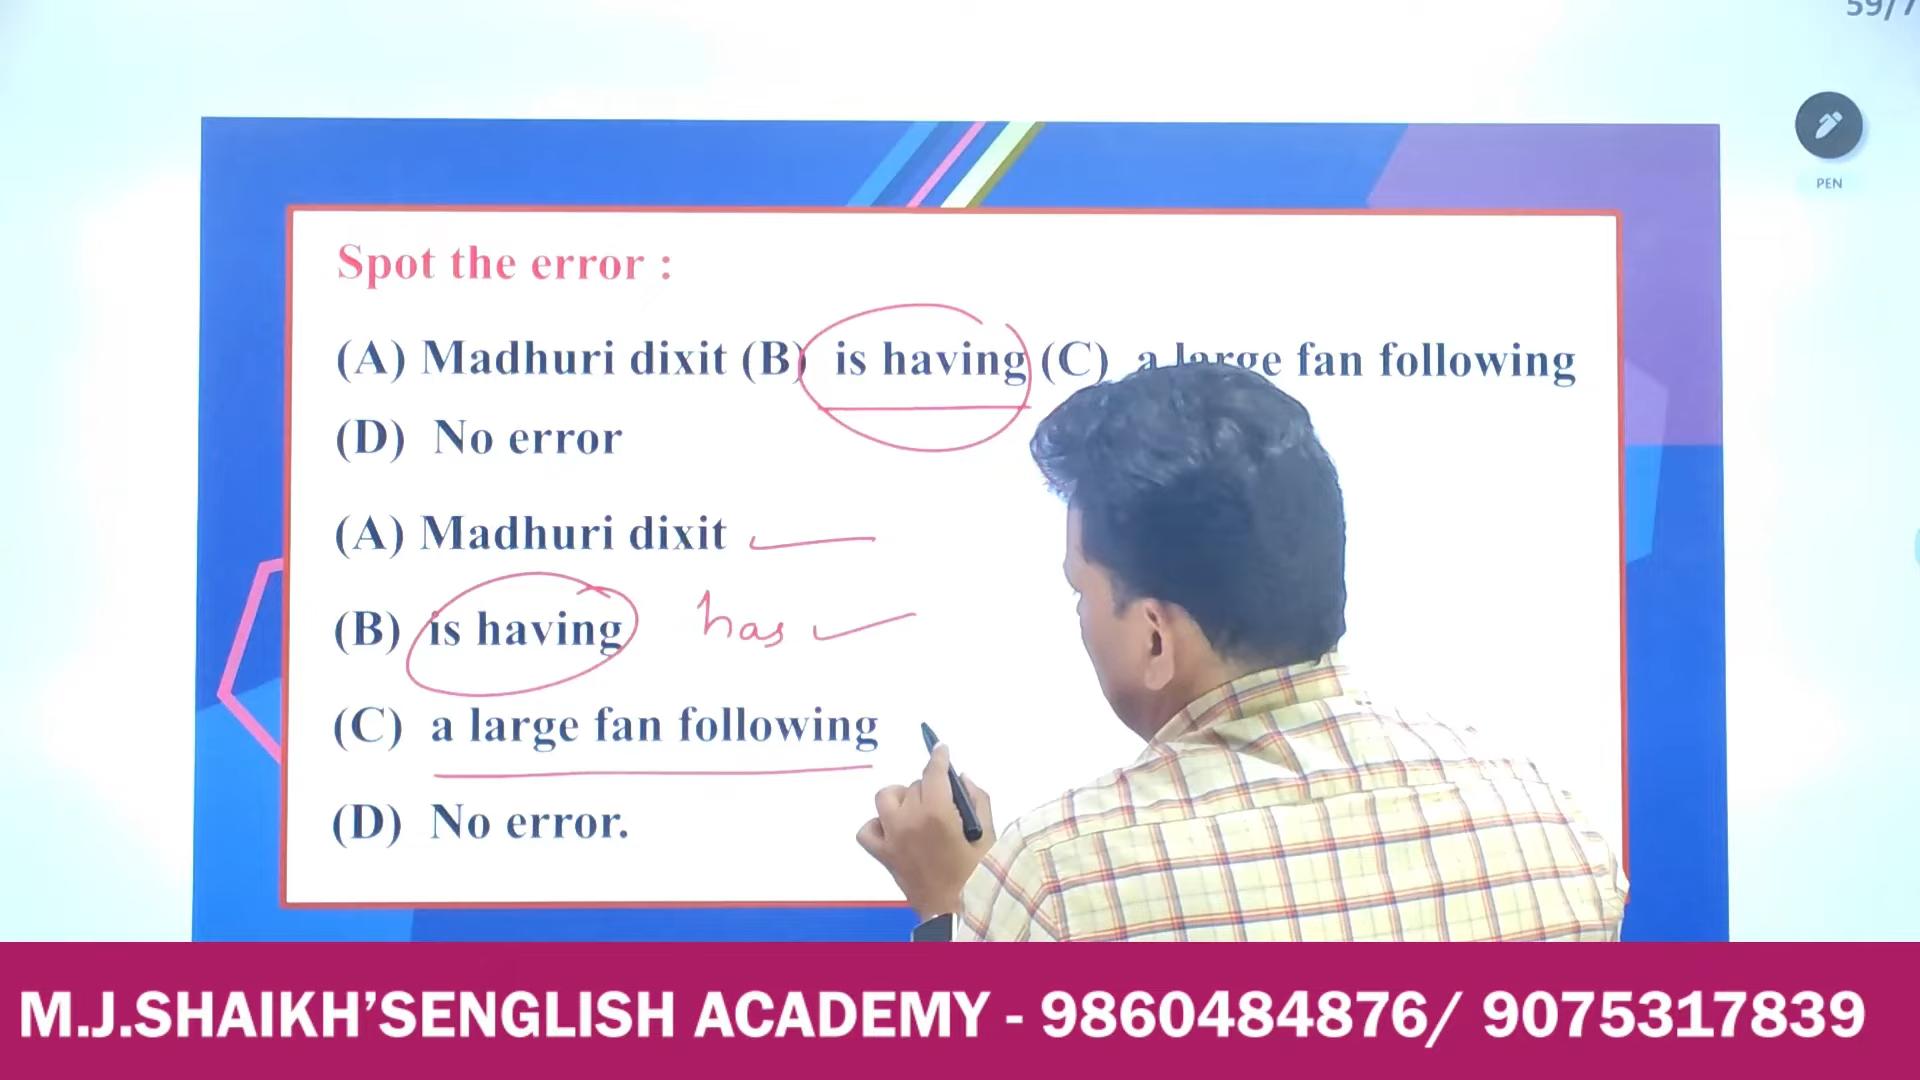 59/7
PEN
Spot the error :
(A) Madhuri dixit (B) is having (C) a large fan following
(D) No error
(A) Madhuri dixit
(B) is having has
(C) a large fan following
(D) No error.
M.J.SHAIKH’SENGLISH ACADEMY - 9860484876/ 9075317839